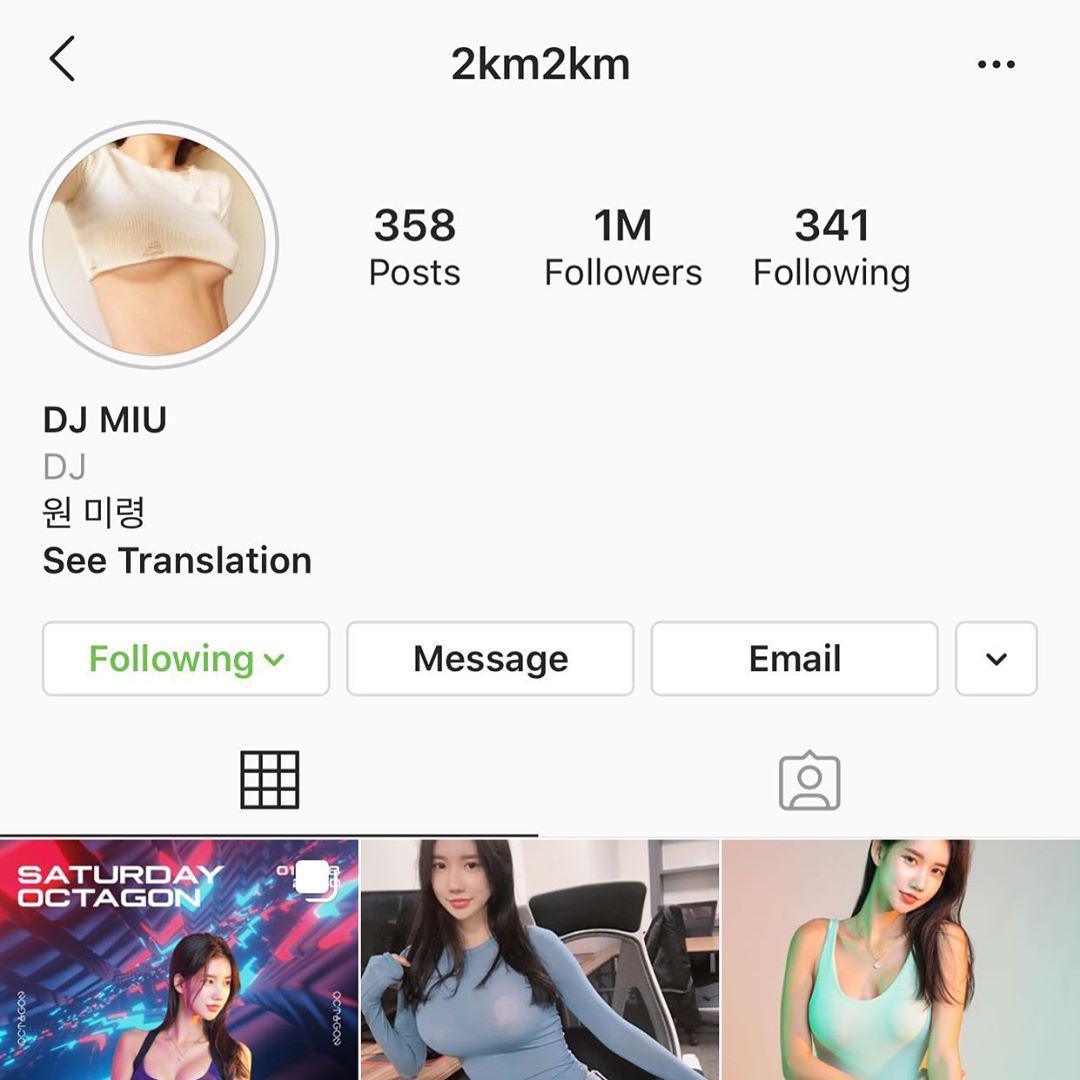 2km2km
358 1M 341
Posts Followers Following
DJ MIU
DJ
원 미령
See Translation
Following Message Email
SATURDAY
OCTAGON
OCTAGON OCTAGON